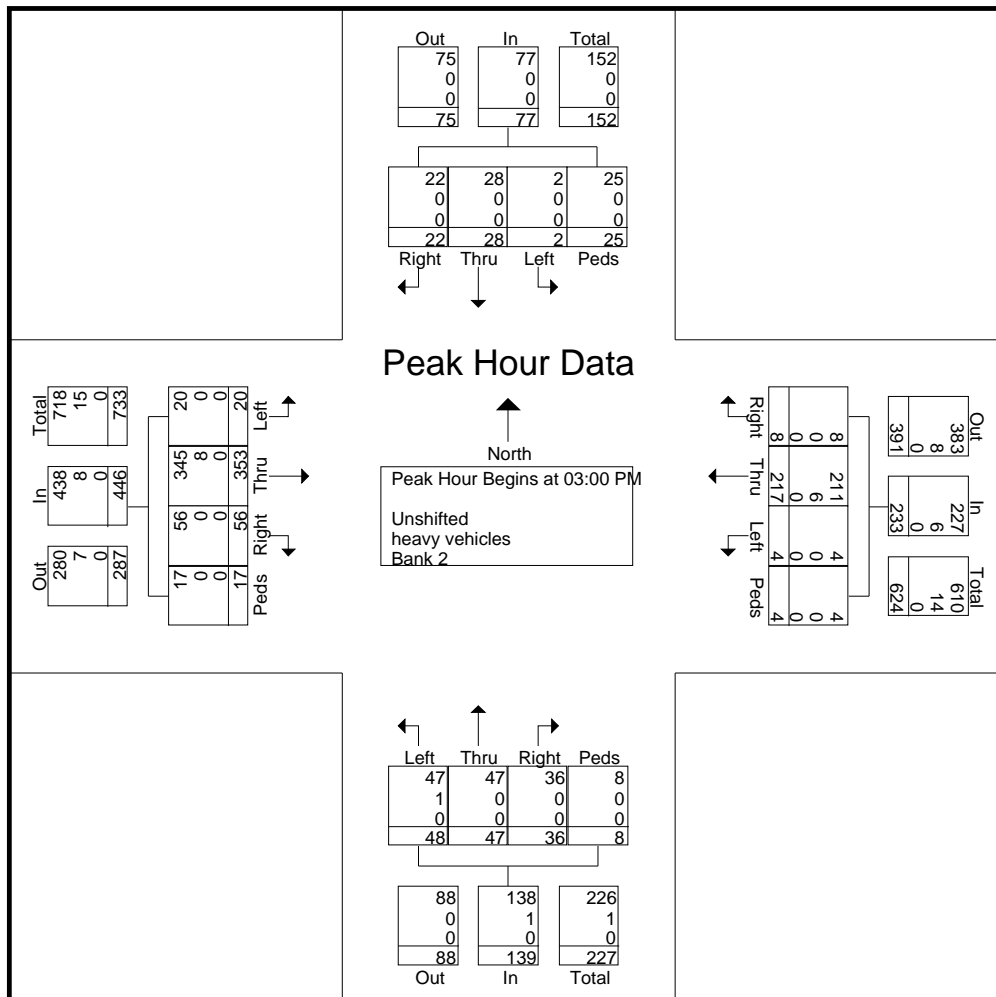 Out In Total
75 77 152
0 0 0
0 0 0
75 77 152
22 28 2 25
0 0 0 0
0 0 0 0
22 28 2 25
Right Thru Left Peds
Peak Hour Data
North
Peak Hour Begins at 03:00 PM
Unshifted
heavy vehicles
Bank 2
Total
718
15
0
733
In
438
8
0
446
Out
280
7
0
287
20 0 0 20
Left
345 8 0 353
Thru
56 0 0 56
Right
17 0 0 17
Peds
Right
8 0 0 8
Thru
211 6 0 217
Left
4 0 0 4
Peds
4 0 0 4
Out
383
8
0
391
In
227
6
0
233
Total
610
14
0
624
Left Thru Right Peds
47 47 36 8
1 0 0 0
0 0 0 0
48 47 36 8
88 138 226
0 1 1
0 0 0
88 139 227
Out In Total